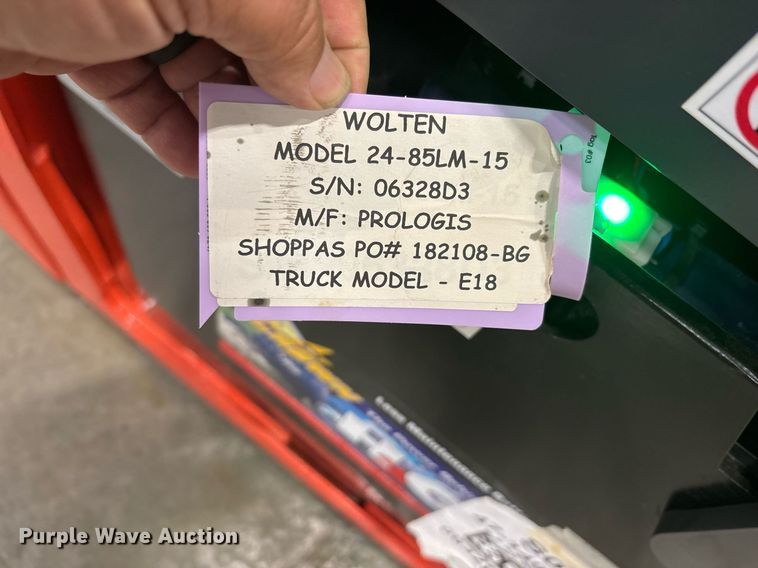 WOLTEN
MODEL 24-85LM-15
S/N: 06328D3
M/F: PROLOGIS
SHOPPAS PO# 182108-BG
TRUCK MODEL - E18
Purple Wave Auction